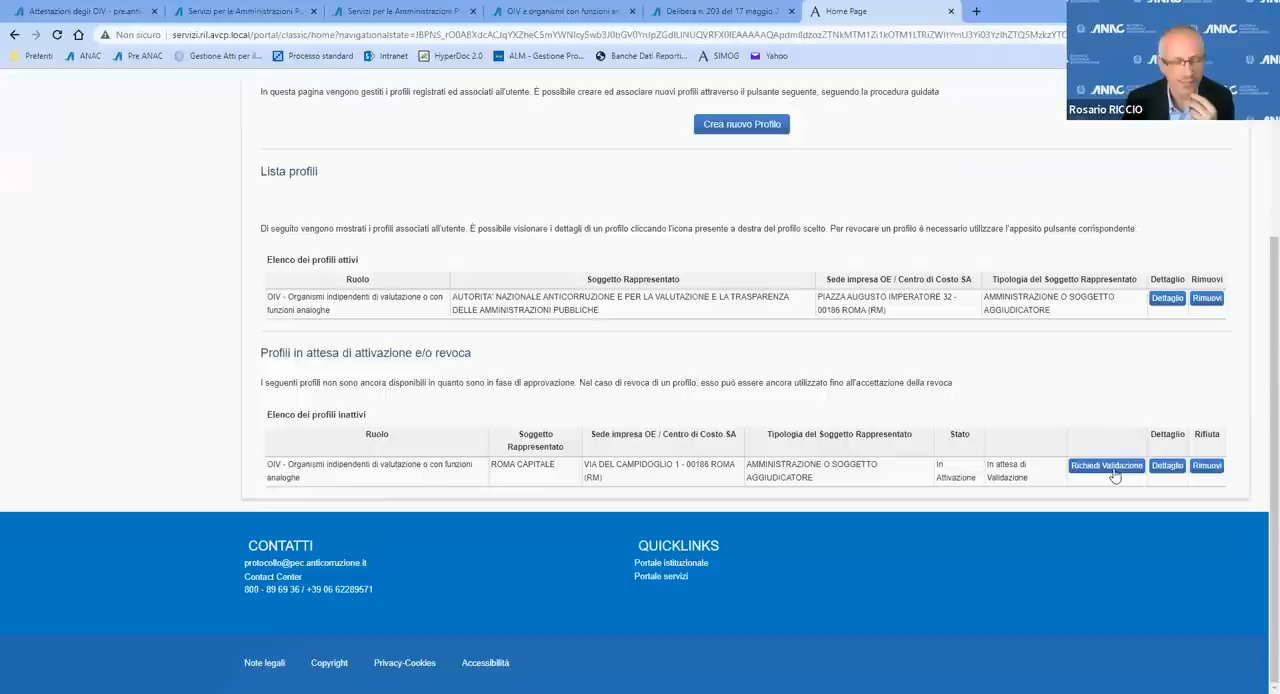 Attestazioni degli OIV - pre.antic
Servizi per le Amministrazioni P
Servizi per le Amministrazioni P
OIV e organismi con funzioni an
Delibera n. 203 del 17 maggio 2
Home Page
Non sicuro
Preferiti
ANAC
Pre ANAC
Gestione Atti per il...
Processo standard
Intranet
HyperDoc 2.0
ALM - Gestione Pro...
Banche Dati Reporti...
SIMOG
Yahoo
ANAC
Rosario RICCIO
In questa pagina vengono gestiti i profili registrati ed associati all'utente. È possibile creare ed associare nuovi profili attraverso il pulsante seguente, seguendo la procedura guidata
Crea nuovo Profilo
Lista profili
Di seguito vengono mostrati i profili associati all'utente. È possibile visionare i dettagli di un profilo cliccando l'icona presente a destra del profilo scelto. Per revocare un profilo è necessario utilizzare l'apposito pulsante corrispondente.
Elenco dei profili attivi
Ruolo Soggetto Rappresentato Sede impresa OE / Centro di Costo SA Tipologia del Soggetto Rappresentato Dettaglio Rimuovi
OIV - Organismi indipendenti di valutazione o con AUTORITA' NAZIONALE ANTICORRUZIONE E PER LA VALUTAZIONE E LA TRASPARENZA PIAZZA AUGUSTO IMPERATORE 32 - AMMINISTRAZIONE O SOGGETTO Dettaglio Rimuovi
funzioni analoghe DELLE AMMINISTRAZIONI PUBBLICHE 00186 ROMA (RM) AGGIUDICATORE
Profili in attesa di attivazione e/o revoca
I seguenti profili non sono ancora disponibili in quanto sono in fase di approvazione. Nel caso di revoca di un profilo, esso può essere ancora utilizzato fino all'accettazione della revoca
Elenco dei profili inattivi
Ruolo Soggetto Sede impresa OE / Centro di Costo SA Tipologia del Soggetto Rappresentato Stato Dettaglio Rifiuta
Rappresentato
OIV - Organismi indipendenti di valutazione o con funzioni ROMA CAPITALE VIA DEL CAMPIDOGLIO 1 - 00186 ROMA AMMINISTRAZIONE O SOGGETTO In In attesa di Richiedi Validazione Dettaglio Rimuovi
analoghe (RM) AGGIUDICATORE Attivazione Validazione
CONTATTI QUICKLINKS
protocollo@pec.anticorruzione.it Portale istituzionale
Contact Center Portale servizi
800 - 89 69 36 / +39 06 62289571
Note legali Copyright Privacy-Cookies Accessibilità